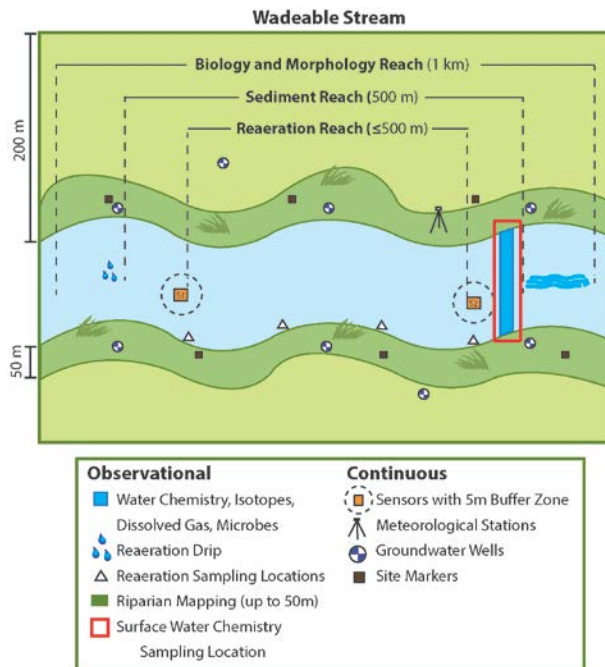 Wadeable Stream
Biology and Morphology Reach (1 km)
Sediment Reach (500 m)
Reaeration Reach (≤500 m)
200 m
S1
S2
50 m
Observational
Water Chemistry, Isotopes,
Dissolved Gas, Microbes
Reaeration Drip
Reaeration Sampling Locations
Riparian Mapping (up to 50m)
Surface Water Chemistry
Sampling Location
Continuous
Sensors with 5m Buffer Zone
Meteorological Stations
Groundwater Wells
Site Markers